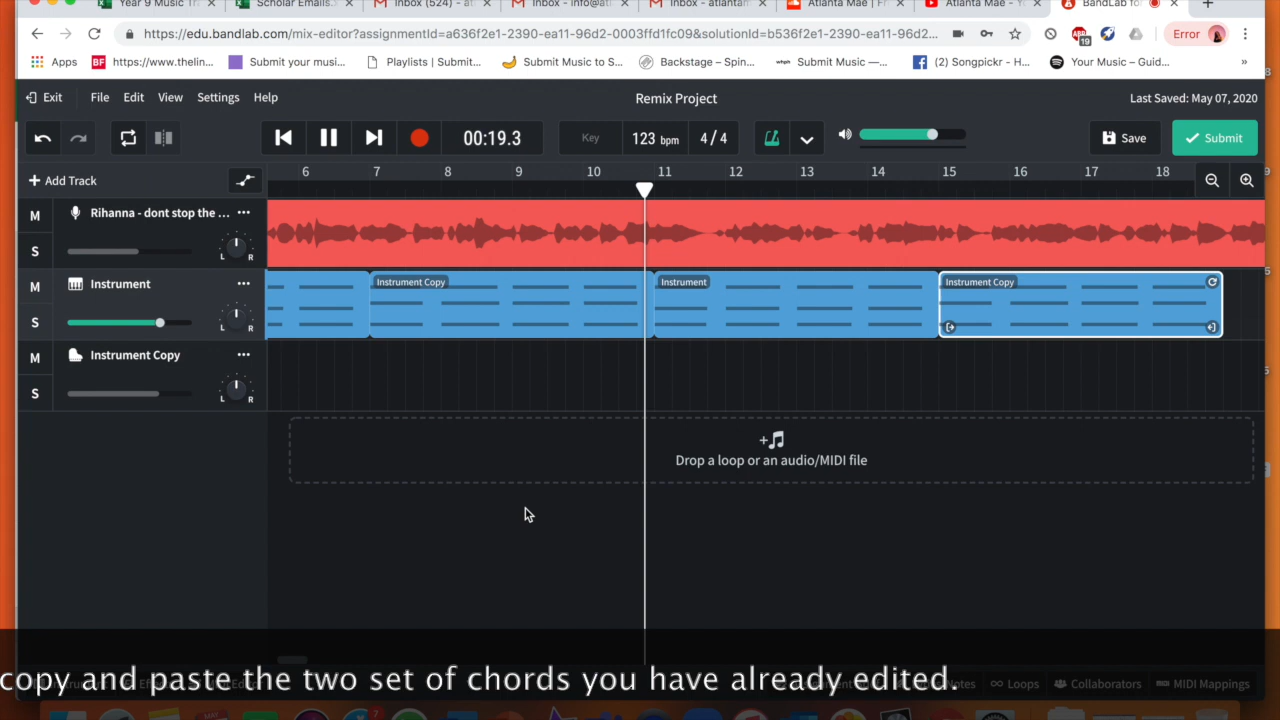 Year 9 Music
Scholar Emails.
Inbox (524)
Inbox - info@
Inbox - atlantam
Atlanta Mae
Atlanta Mae
BandLab for
https://edu.bandlab.com/mix-editor?assignmentId=a636f2e1-2390-ea11-96d2-0003ffd1fc09&solutionId=b536f2e1-2390-ea11-96d2...
19
Error
Apps
BF https://www.thelin...
Submit your musi...
Playlists | Submit...
Submit Music to S...
Backstage – Spin...
Submit Music —...
(2) Songpickr - H...
Your Music – Guid...
»
Exit File Edit View Settings Help
Remix Project
Last Saved: May 07, 2020
00:19.3
Key
123 bpm
4 / 4
Save
Submit
+ Add Track
6 7 8 9 10 11 12 13 14 15 16 17 18
M Rihanna - dont stop the ...
S L R
M Instrument
S L R
Instrument Copy
Instrument
Instrument Copy
M Instrument Copy
S L R
Drop a loop or an audio/MIDI file
copy and paste the two set of chords you have already edited.
Notes
Loops
Collaborators
MIDI Mappings